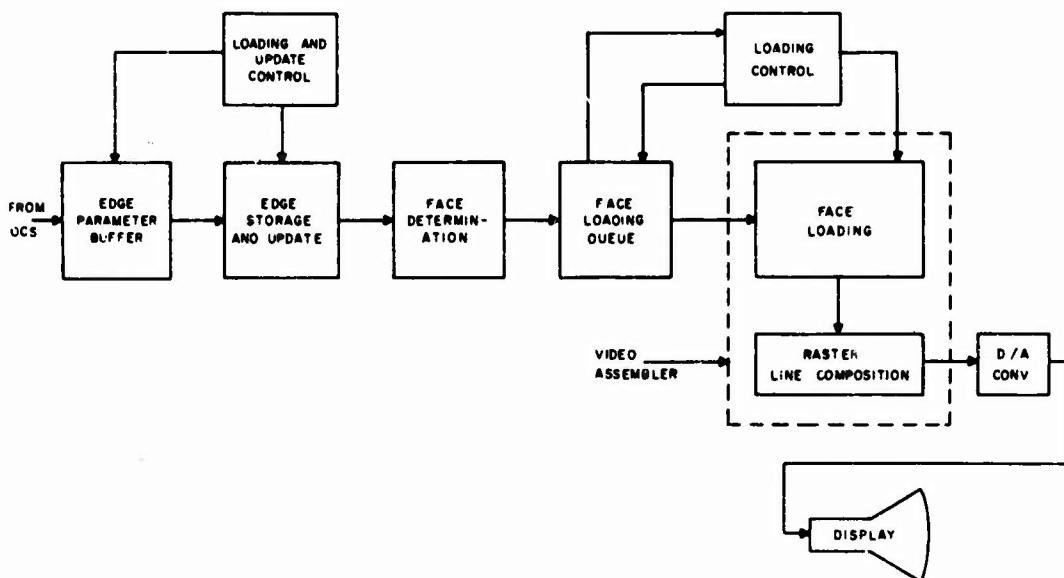 LOADING AND
UPDATE
CONTROL
LOADING
CONTROL
FROM
OCS
EDGE
PARAMETER
BUFFER
EDGE
STORAGE
AND UPDATE
FACE
DETERMIN-
ATION
FACE
LOADING
QUEUE
FACE
LOADING
VIDEO
ASSEMBLER
RASTER
LINE COMPOSITION
D/A
CONV
DISPLAY